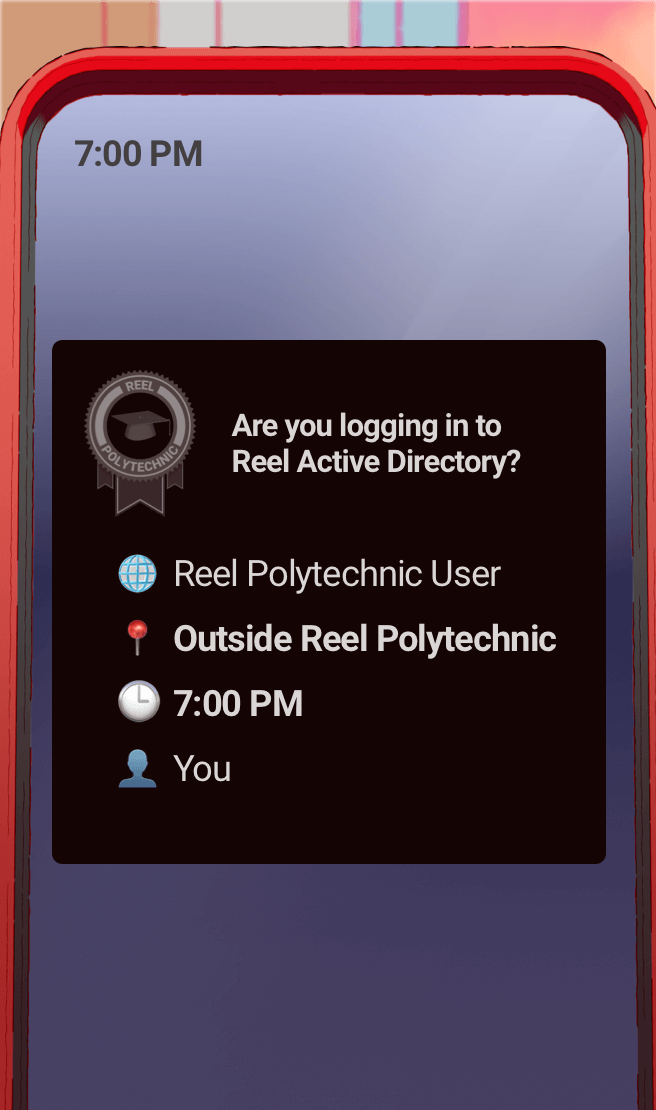 7:00 PM
REEL
POLYTECHNIC
Are you logging in to
Reel Active Directory?
Reel Polytechnic User
Outside Reel Polytechnic
7:00 PM
You